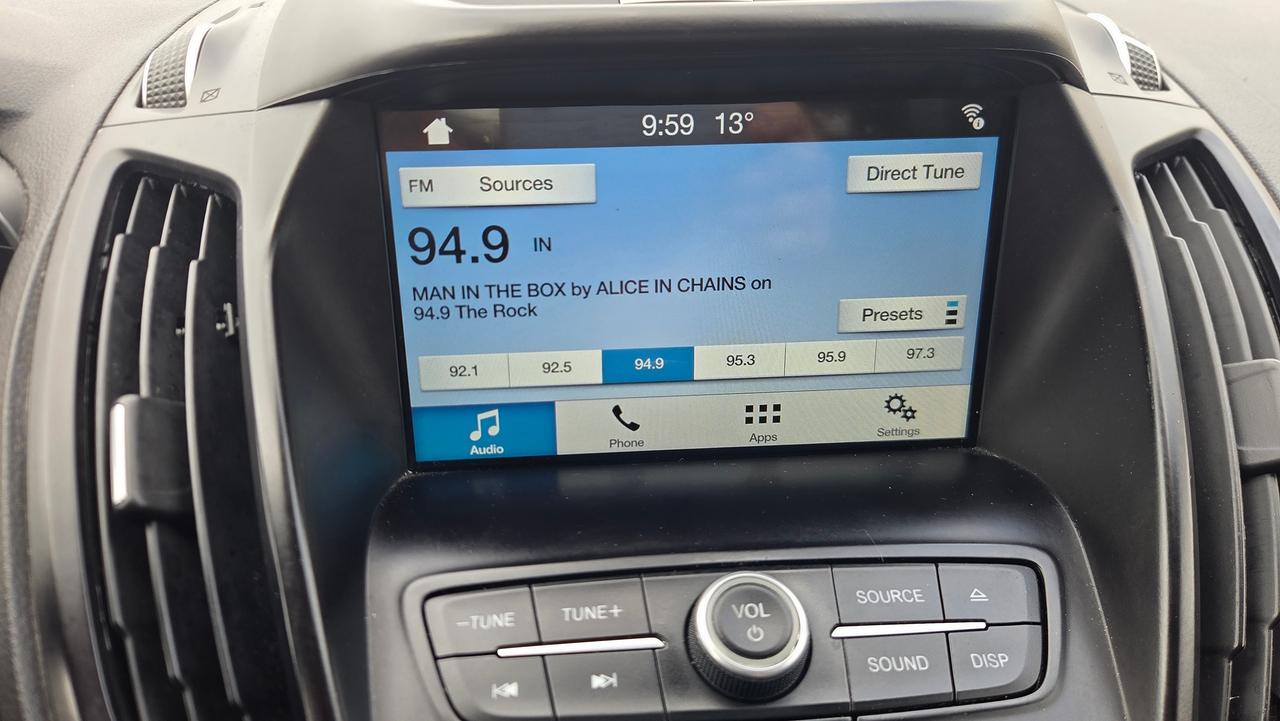 9:59 13°
FM Sources
Direct Tune
94.9 IN
MAN IN THE BOX by ALICE IN CHAINS on
94.9 The Rock
Presets
92.1 92.5 94.9 95.3 95.9 97.3
Audio Phone Apps Settings
-TUNE TUNE+ VOL SOURCE
SOUND DISP